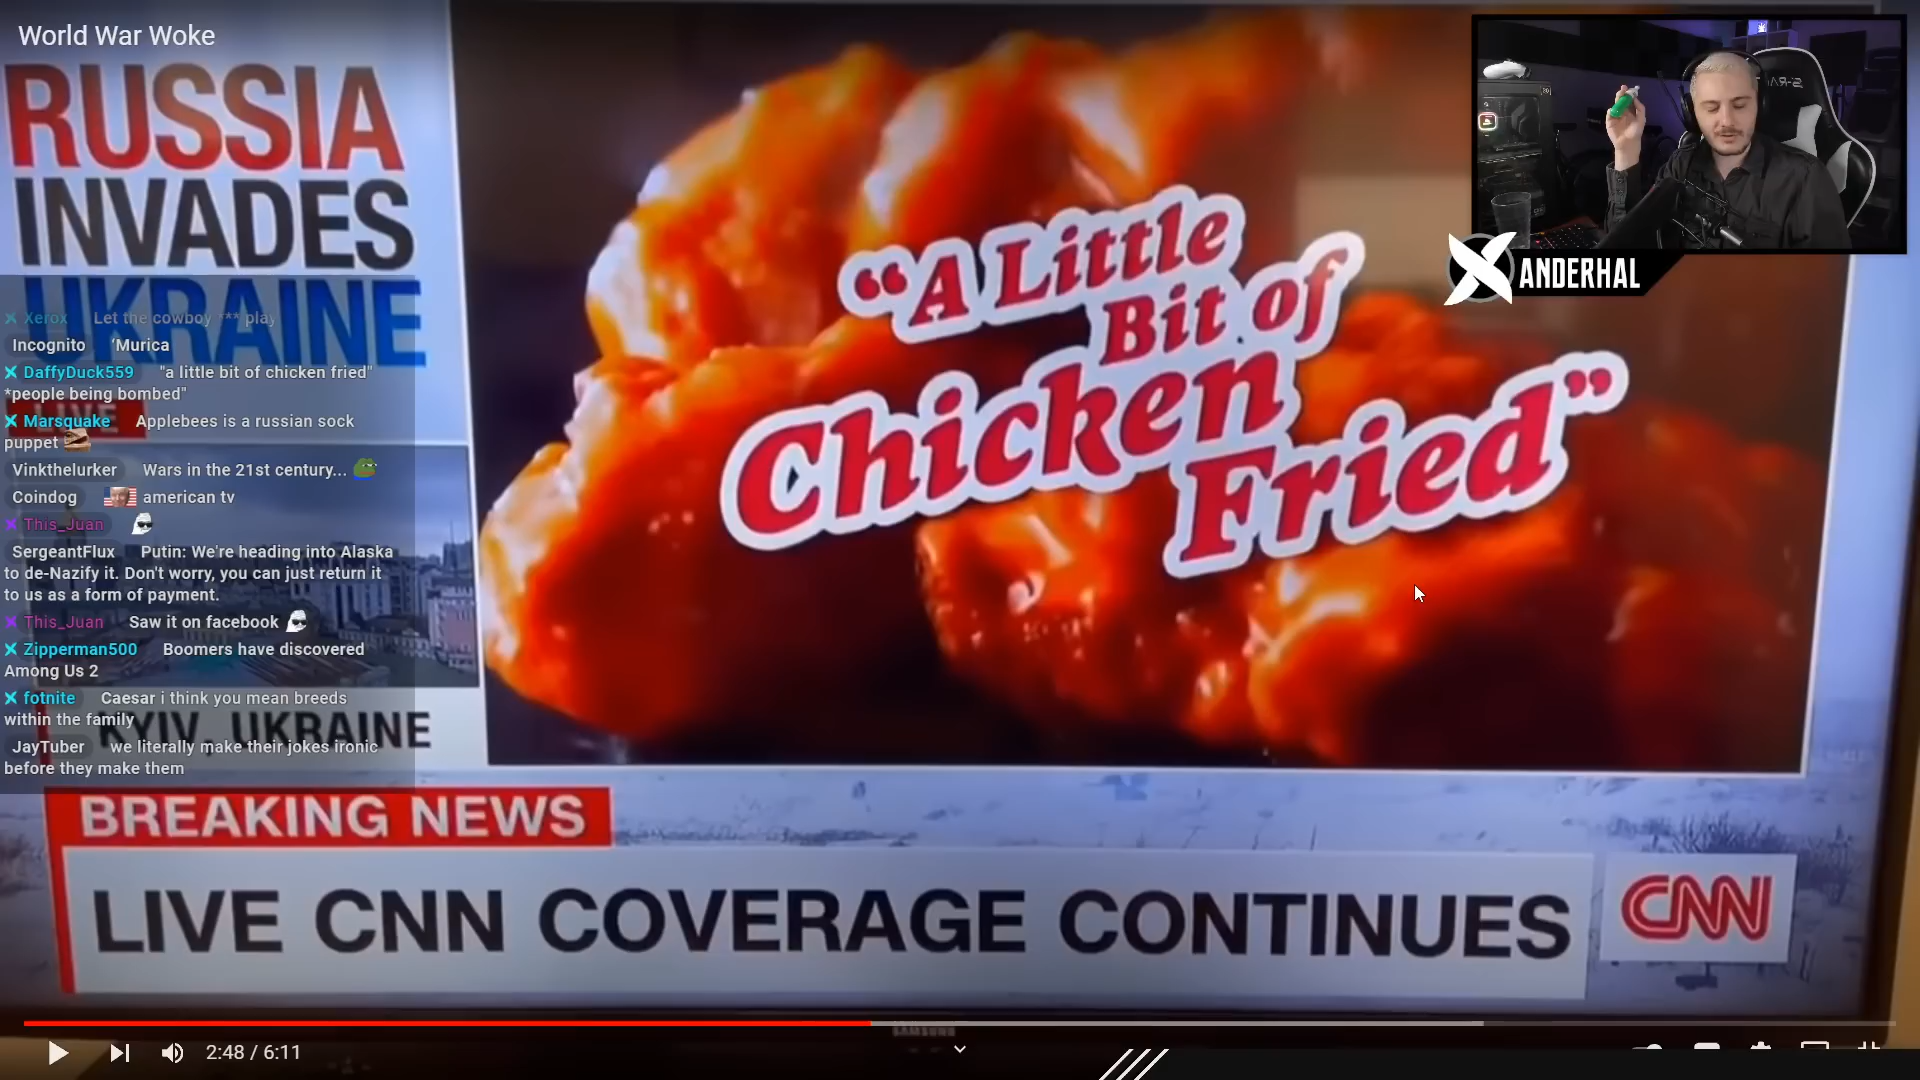 World War Woke
RUSSIA
INVADES
UKRAINE
LIVE
KYIV, UKRAINE
"A Little
Bit of
Chicken
Fried"
ANDERHAL
Xerox Let the cowboy *** play
Incognito ‘Murica
DaffyDuck559 "a little bit of chicken fried"
*people being bombed"
Marsquake Applebees is a russian sock
puppet
Vinkthelurker Wars in the 21st century...
Coindog american tv
This_Juan
SergeantFlux Putin: We're heading into Alaska
to de-Nazify it. Don't worry, you can just return it
to us as a form of payment.
This_Juan Saw it on facebook
Zipperman500 Boomers have discovered
Among Us 2
fotnite Caesar i think you mean breeds
within the family
JayTuber we literally make their jokes ironic
before they make them
BREAKING NEWS
LIVE CNN COVERAGE CONTINUES
CNN
SAMSUNG
2:48 / 6:11